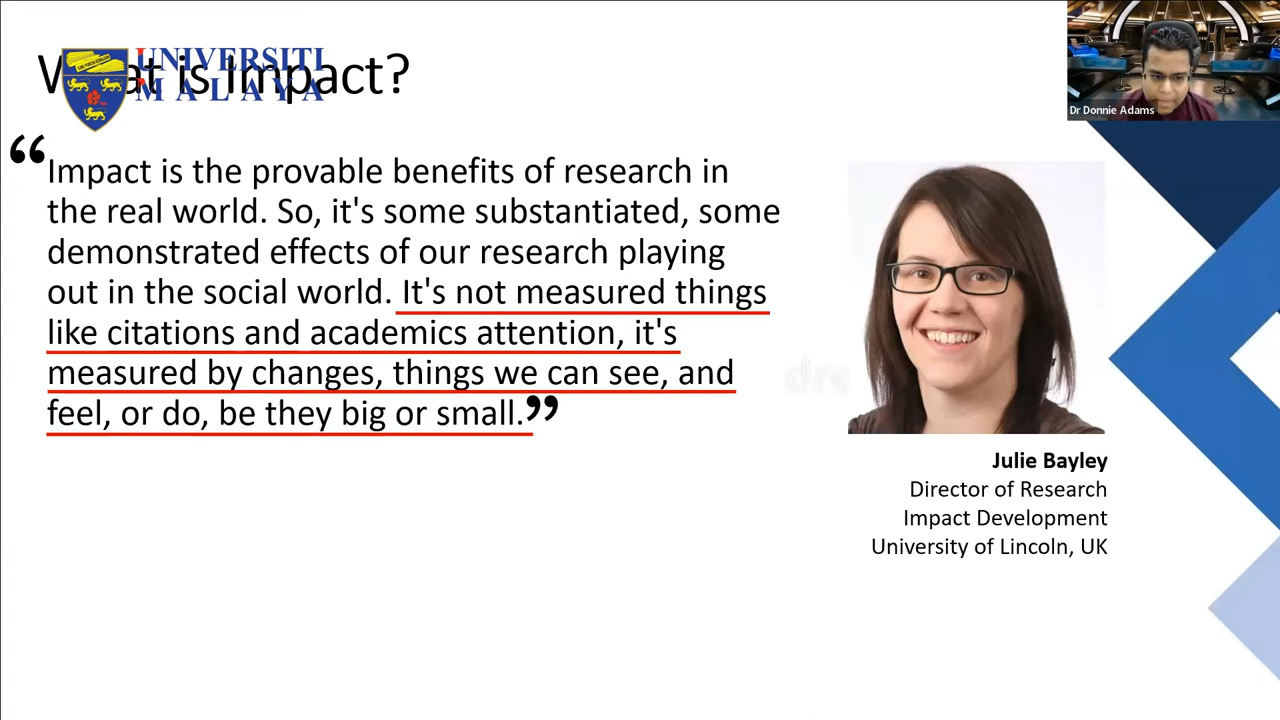 What is Impact?
UNIVERSITI
MALAYA
Dr Donnie Adams
“Impact is the provable benefits of research in
the real world. So, it's some substantiated, some
demonstrated effects of our research playing
out in the social world. It's not measured things
like citations and academics attention, it's
measured by changes, things we can see, and
feel, or do, be they big or small.”
Julie Bayley
Director of Research
Impact Development
University of Lincoln, UK